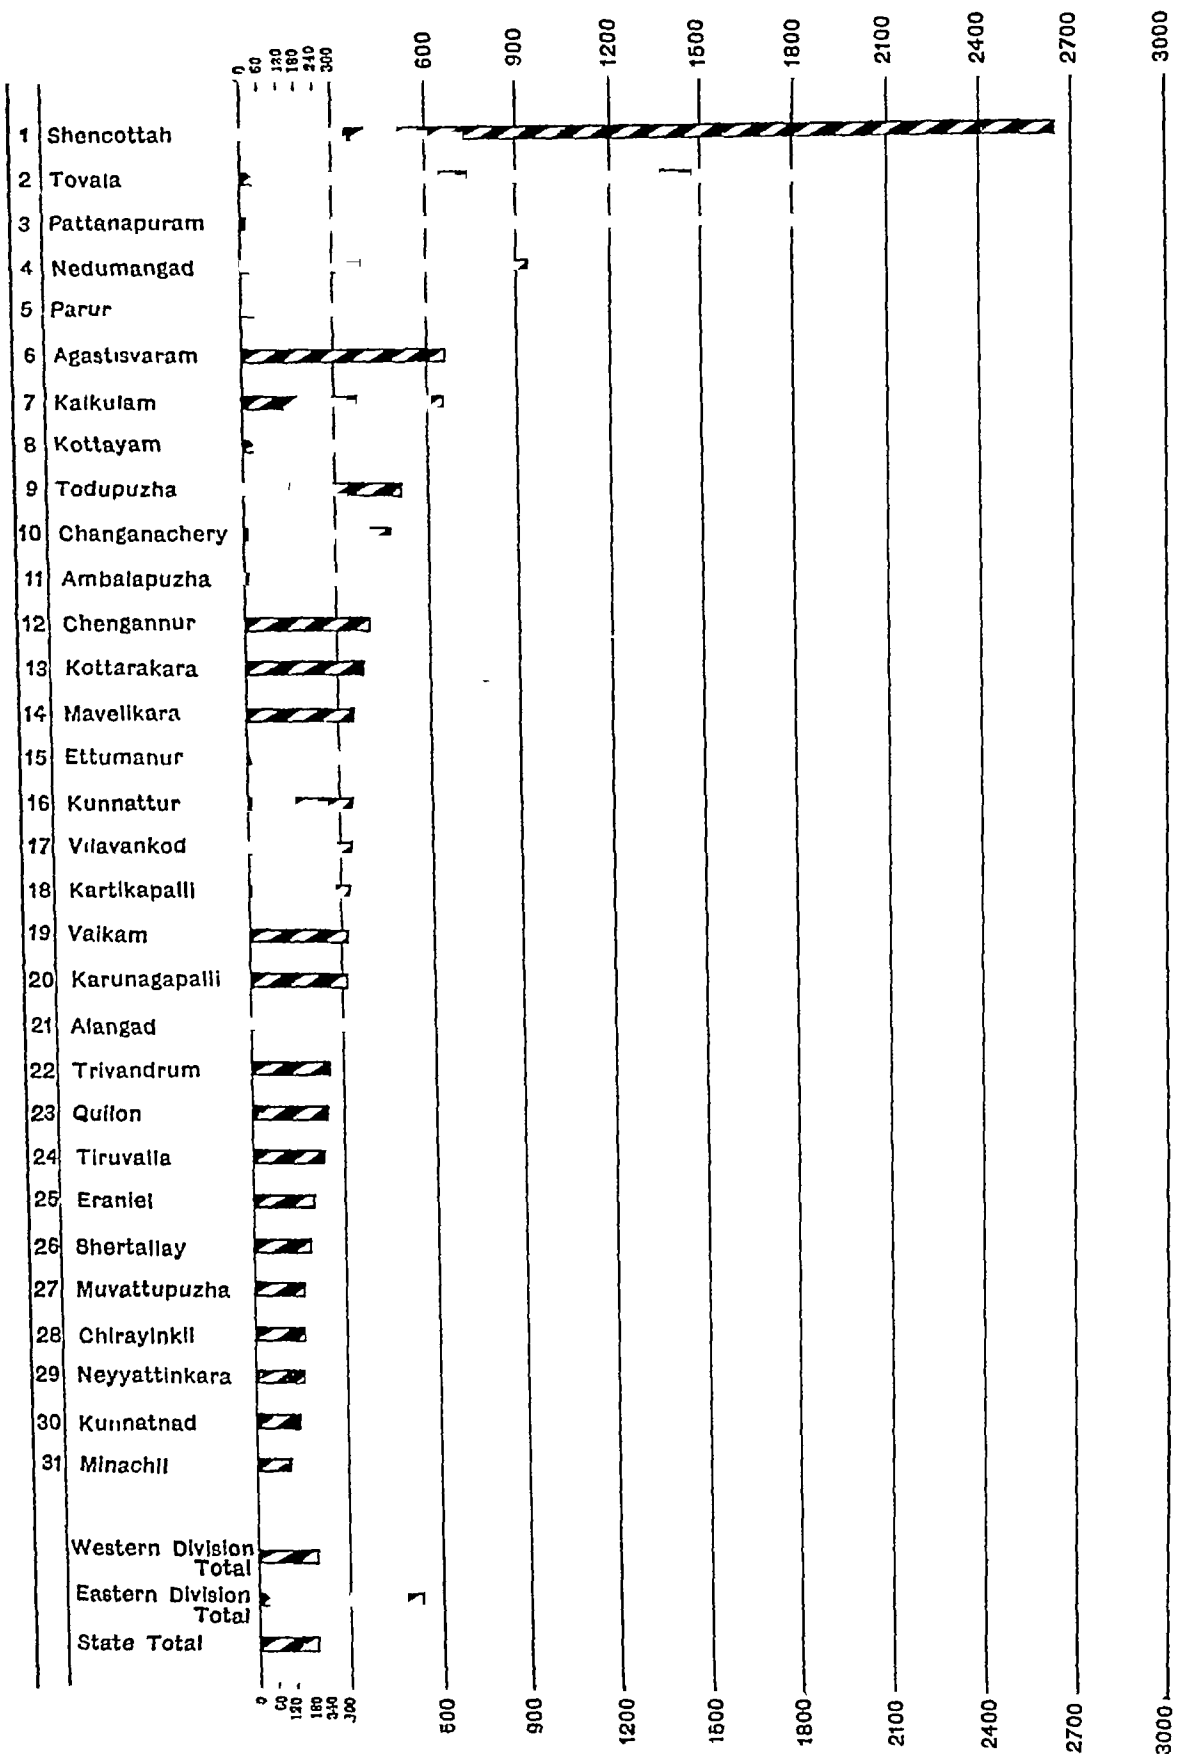 0 60 120 180 240 300 600 900 1200 1500 1800 2100 2400 2700 3000
1 Shencottah
2 Tovala
3 Pattanapuram
4 Nedumangad
5 Parur
6 Agastisvaram
7 Kalkulam
8 Kottayam
9 Todupuzha
10 Changanachery
11 Ambalapuzha
12 Chengannur
13 Kottarakara
14 Mavelikara
15 Ettumanur
16 Kunnattur
17 Vilavankod
18 Kartikapalli
19 Vaikam
20 Karunagapalli
21 Alangad
22 Trivandrum
23 Quilon
24 Tiruvalla
25 Eraniel
26 Shertallay
27 Muvattupuzha
28 Chirayinkil
29 Neyyattinkara
30 Kunnatnad
31 Minachil
Western Division
Total
Eastern Division
Total
State Total
0 60 120 180 240 300 600 900 1200 1500 1800 2100 2400 2700 3000